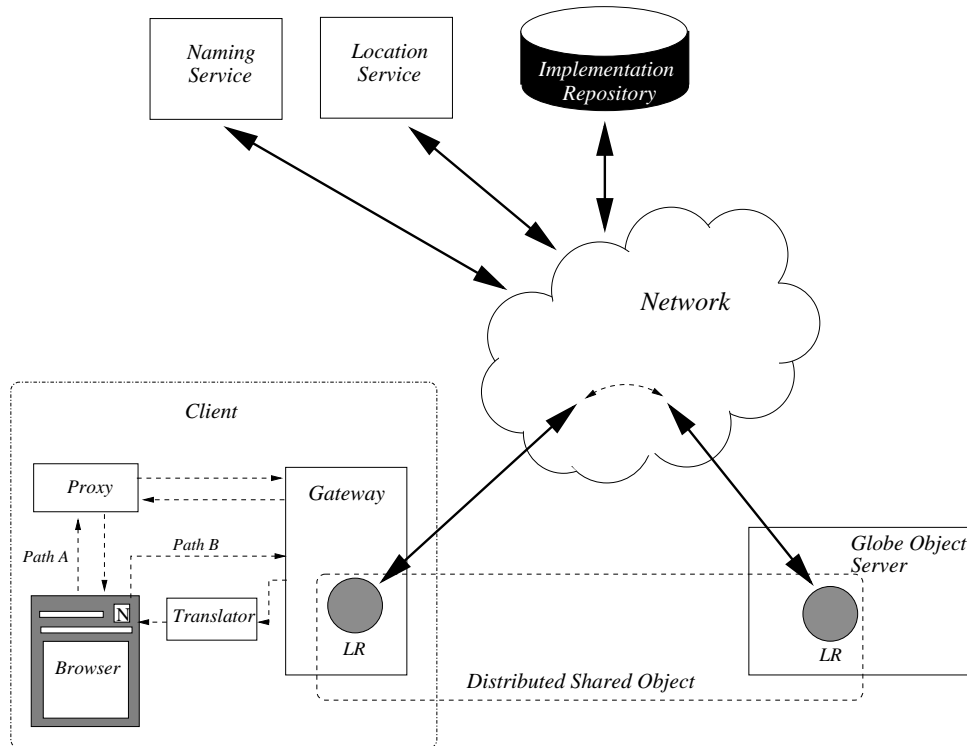 Naming
Service
Location
Service
Implementation
Repository
Network
Client
Proxy
Gateway
Path A
Path B
Globe Object
Server
N
Translator
Browser
LR
LR
Distributed Shared Object